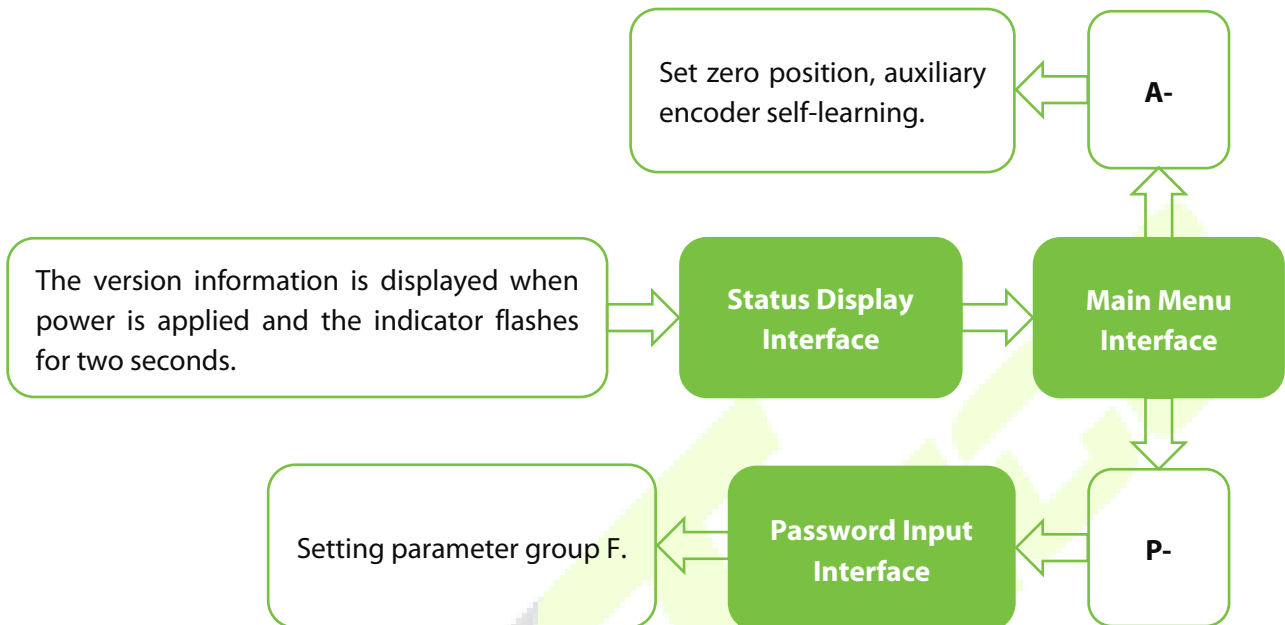 Set zero position, auxiliary
encoder self-learning.
A-
The version information is displayed when
power is applied and the indicator flashes
for two seconds.
Status Display
Interface
Main Menu
Interface
Setting parameter group F.
Password Input
Interface
P-